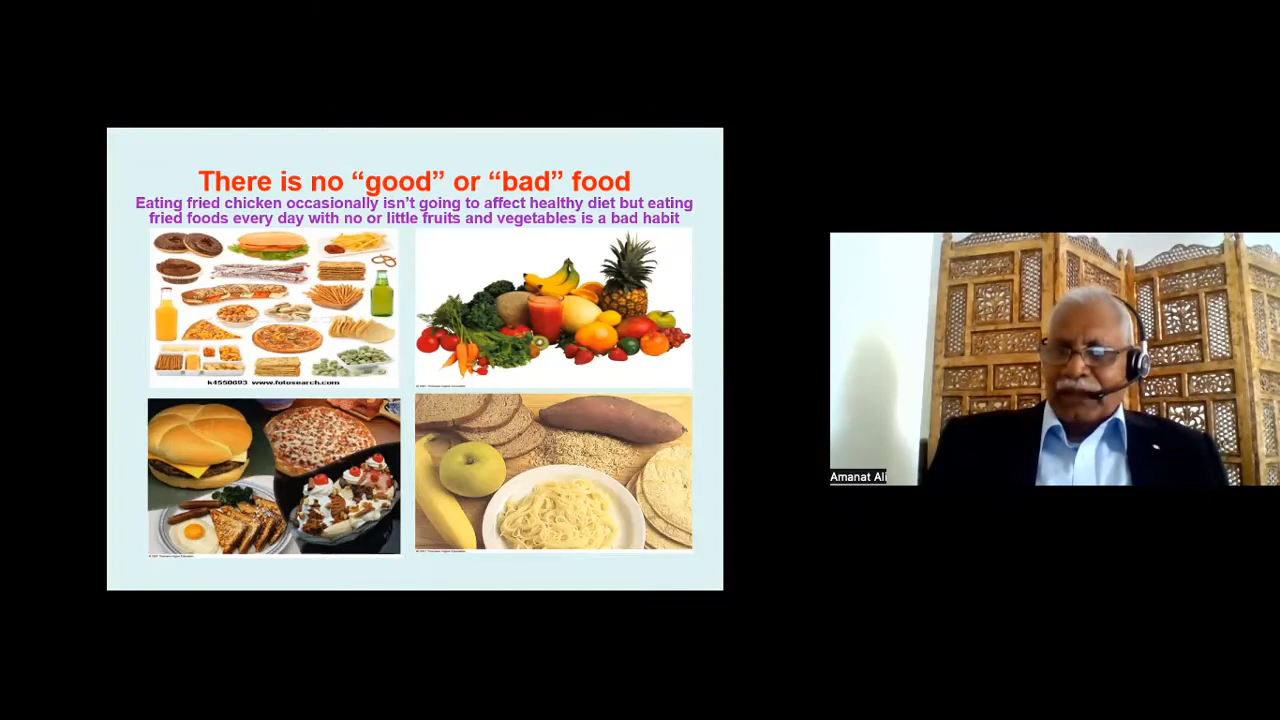 There is no “good” or “bad” food
Eating fried chicken occasionally isn’t going to affect healthy diet but eating
fried foods every day with no or little fruits and vegetables is a bad habit
k4550693 www.fotosearch.com
Amanat Ali